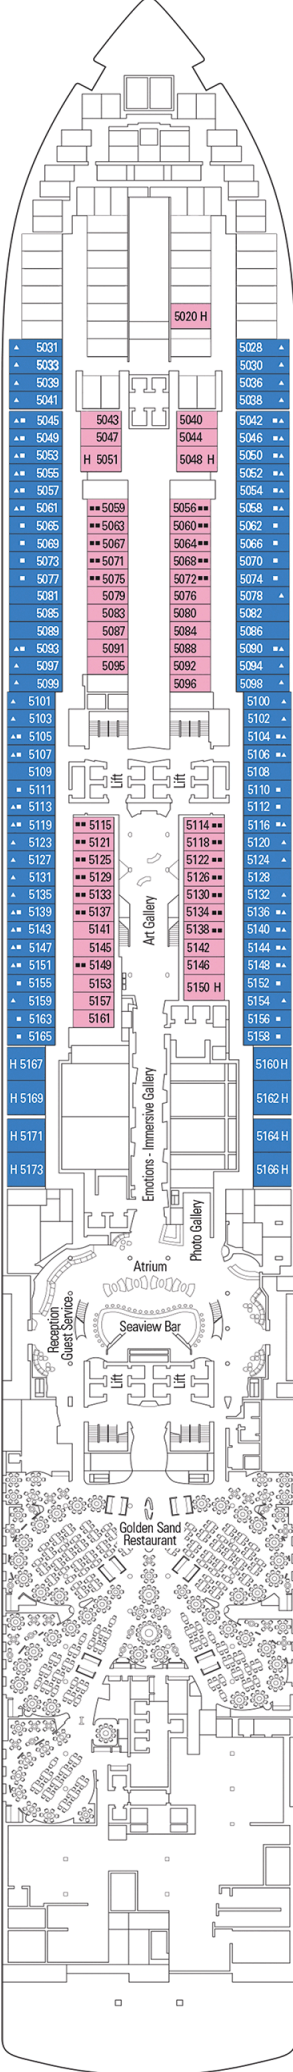 5020 H
5031 5028
5033 5030
5039 5036
5041 5038
5045 5043 5040 5042
5049 5047 5044 5046
5053 H 5051 5048 H 5050
5055 5052
5057 5054
5061 5059 5056 5058
5065 5063 5060 5062
5069 5067 5064 5066
5073 5071 5068 5070
5077 5075 5072 5074
5081 5079 5076 5078
5085 5083 5080 5082
5089 5087 5084 5086
5093 5091 5088 5090
5097 5095 5092 5094
5099 5096 5098
5101 5100
5103 5102
5105 5104
5107 Lift Lift 5106
5109 5108
5111 5110
5113 5112
5119 5115 5114 5116
5123 5121 5118 5120
5127 5125 5122 5124
5131 5129 5126 5128
5135 5133 5130 5132
5139 5137 5134 5136
5143 5141 5138 5140
5147 5145 5142 5144
5151 5149 5146 5148
5155 5153 5150 H 5152
5159 5157 5154
5163 5161 5156
5165 5158
Art Gallery
H 5167 5160 H
H 5169 5162 H
H 5171 5164 H
H 5173 5166 H
Emotions - Immersive Gallery
Photo Gallery
Atrium
Reception
Guest Service
Seaview Bar
Lift Lift
Golden Sand
Restaurant